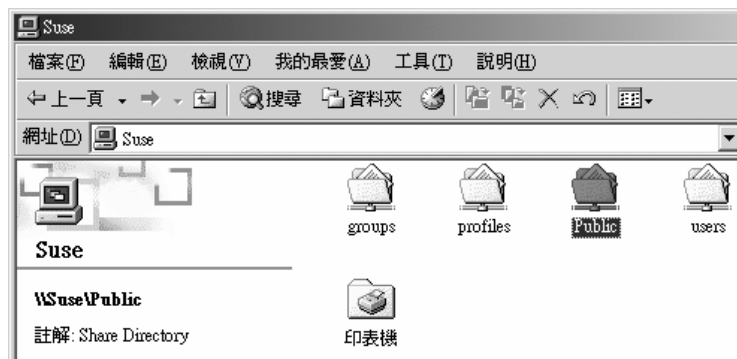 Suse
檔案(F) 編輯(E) 檢視(V) 我的最愛(A) 工具(T) 說明(H)
上一頁 搜尋 資料夾
網址(D) Suse
groups profiles Public users
Suse
\\Suse\Public
註解: Share Directory
印表機